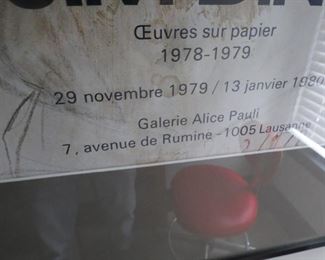 Œuvres sur papier
1978-1979
29 novembre 1979 / 13 janvier 1980
Galerie Alice Pauli
7, avenue de Rumine - 1005 Lausanne